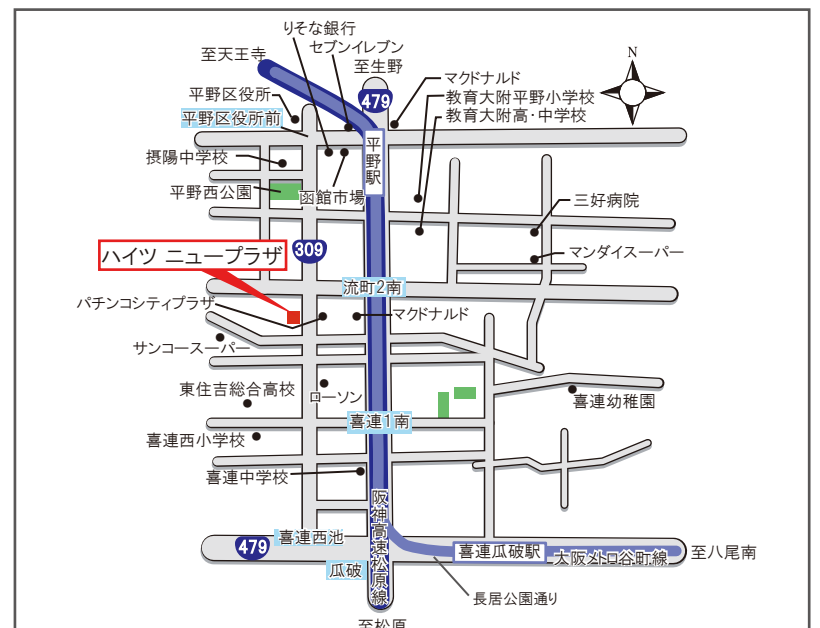 りそな銀行
セブンイレブン
至天王寺
至生野
N
マクドナルド
479
平野区役所
教育大附平野小学校
平野区役所前
教育大附高・中学校
平野駅
摂陽中学校
平野西公園
函館市場
三好病院
309
マンダイスーパー
ハイツ ニュープラザ
流町2南
パチンコシティプラザ
マクドナルド
サンコースーパー
東住吉総合高校
ローソン
喜連幼稚園
喜連1南
喜連西小学校
喜連中学校
阪神高速松原線
喜連西池
479
喜連瓜破駅
大阪メトロ谷町線
至八尾南
瓜破
長居公園通り
至松原